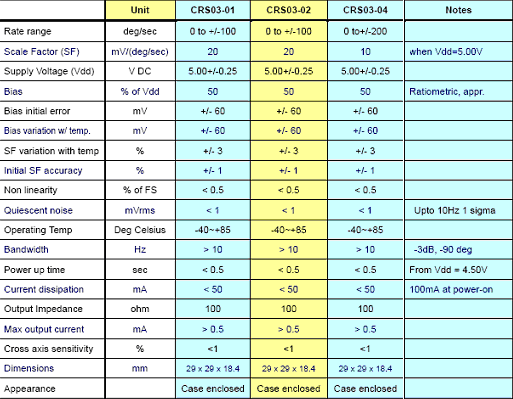 Unit CRS03-01 CRS03-02 CRS03-04 Notes
Rate range deg/sec 0 to +/-100 0 to +/-100 0 to+/-200
Scale Factor (SF) mV/(deg/sec) 20 20 10 when Vdd=5.00V
Supply Voltage (Vdd) V DC 5.00+/-0.25 5.00+/-0.25 5.00+/-0.25
Bias % of Vdd 50 50 50 Ratiometric, appr.
Bias initial error mV +/- 60 +/- 60 +/- 60
Bias variation w/ temp. mV +/- 60 +/- 60 +/- 60
SF variation with temp % +/- 3 +/- 3 +/- 3
Initial SF accuracy % +/- 1 +/- 1 +/- 1
Non linearity % of FS < 0.5 < 0.5 < 0.5
Quiescent noise mVrms < 1 < 1 < 1 Upto 10Hz 1 sigma
Operating Temp Deg Celsius -40~+85 -40~+85 -40~+85
Bandwidth Hz > 10 > 10 > 10 -3dB, -90 deg
Power up time sec < 0.5 < 0.5 < 0.5 From Vdd = 4.50V
Current dissipation mA < 50 < 50 < 50 100mA at power-on
Output Impedance ohm 100 100 100
Max output current mA > 0.5 > 0.5 > 0.5
Cross axis sensitivity % <1 <1 <1
Dimensions mm 29 x 29 x 18.4 29 x 29 x 18.4 29 x 29 x 18.4
Appearance Case enclosed Case enclosed Case enclosed